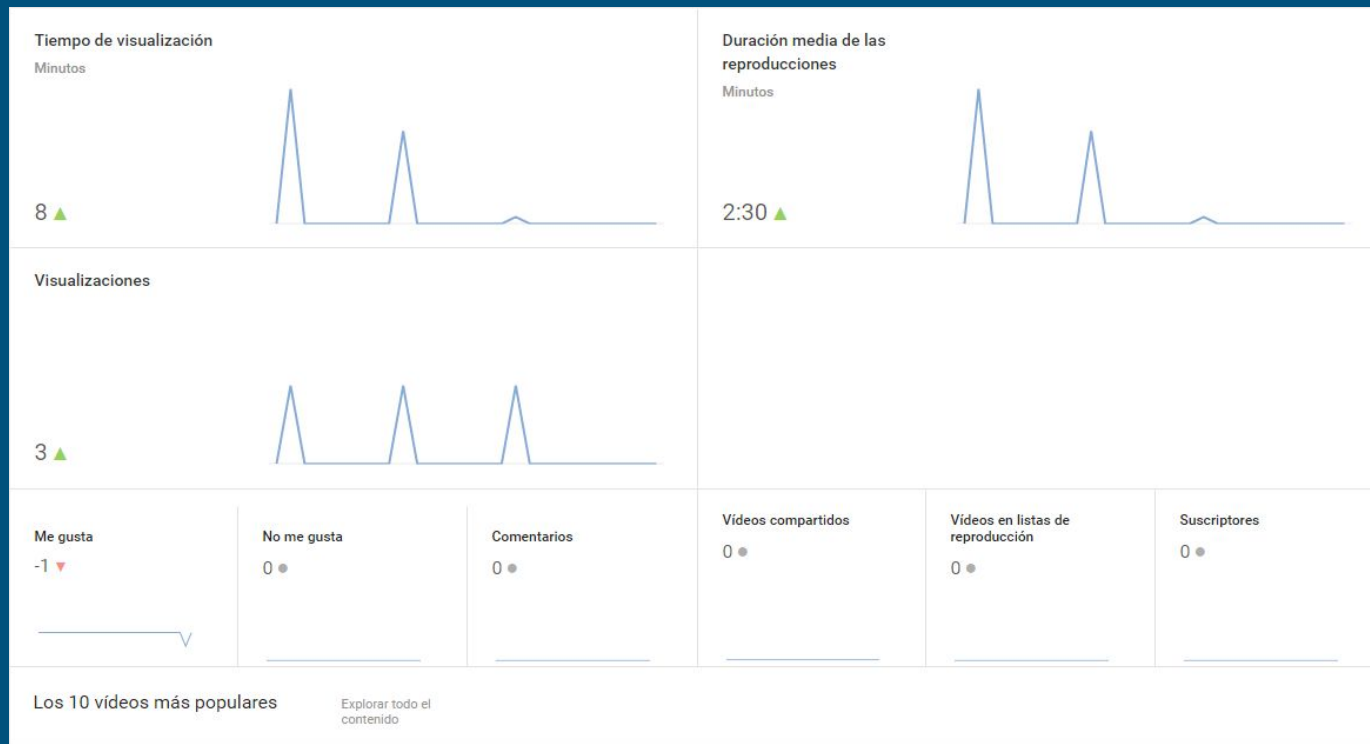 Tiempo de visualización
Minutos
8
Duración media de las
reproducciones
Minutos
2:30
Visualizaciones
3
Me gusta
-1
No me gusta
0
Comentarios
0
Vídeos compartidos
0
Vídeos en listas de
reproducción
0
Suscriptores
0
Los 10 vídeos más populares
Explorar todo el
contenido